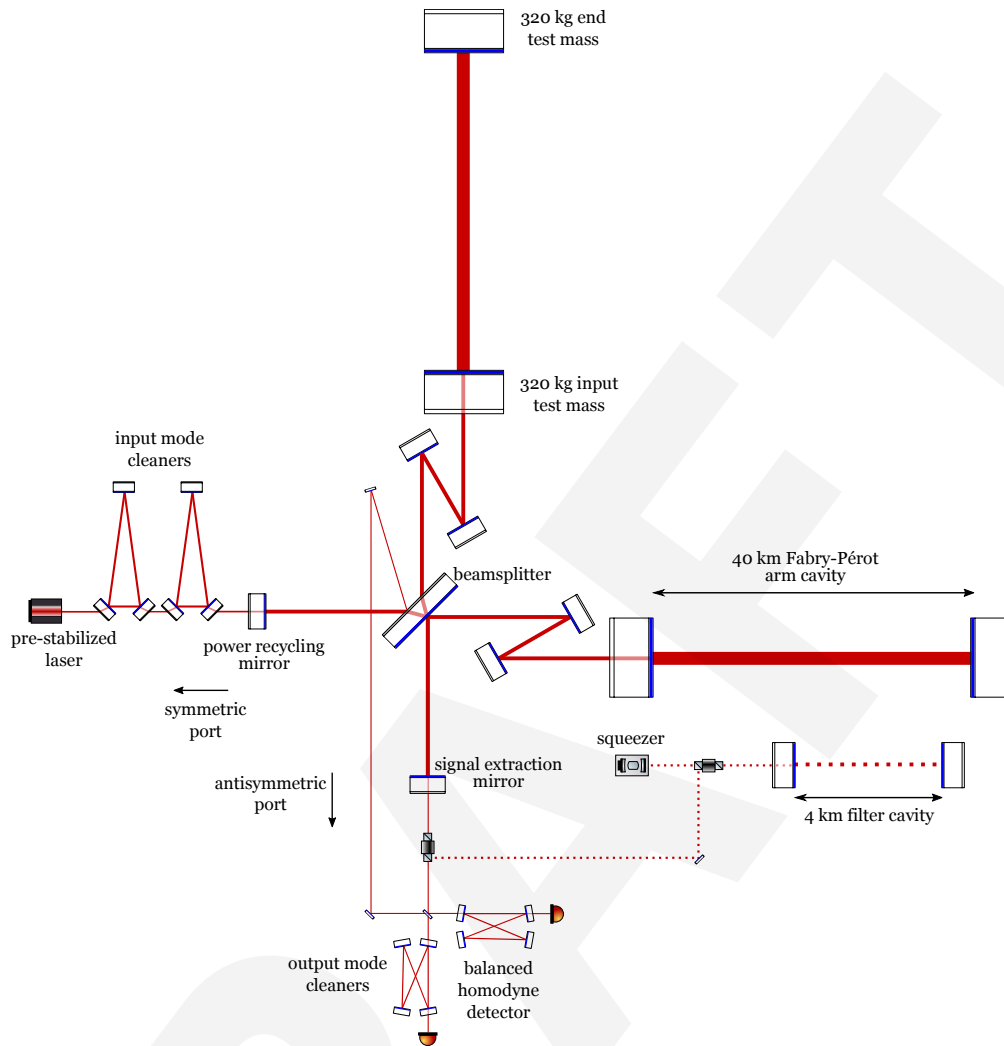 320 kg end
test mass
320 kg input
test mass
input mode
cleaners
40 km Fabry-Pérot
arm cavity
beamsplitter
pre-stabilized
laser
power recycling
mirror
symmetric
port
squeezer
signal extraction
mirror
antisymmetric
port
4 km filter cavity
output mode
cleaners
balanced
homodyne
detector
DRAFT